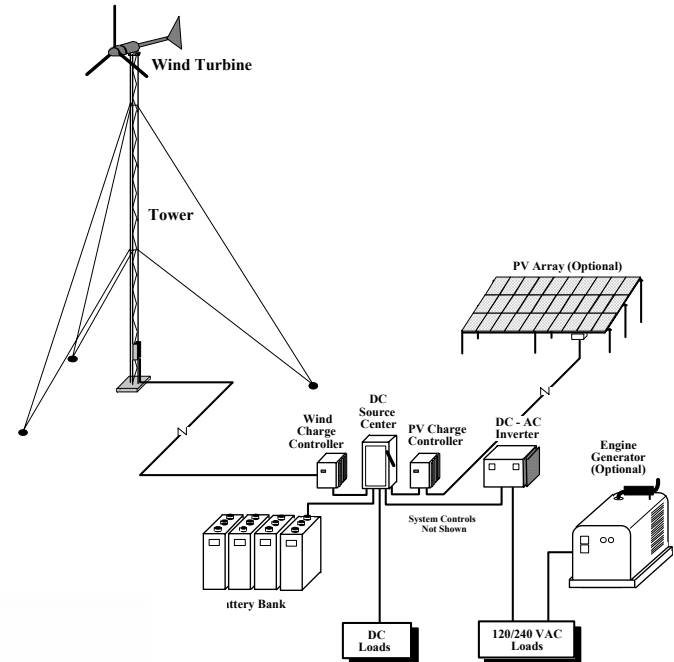 Wind Turbine
Tower
PV Array (Optional)
DC
Source
Center
Wind
Charge
Controller
PV Charge
Controller
DC - AC
Inverter
Engine
Generator
(Optional)
System Controls
Not Shown
ttery Bank
DC
Loads
120/240 VAC
Loads